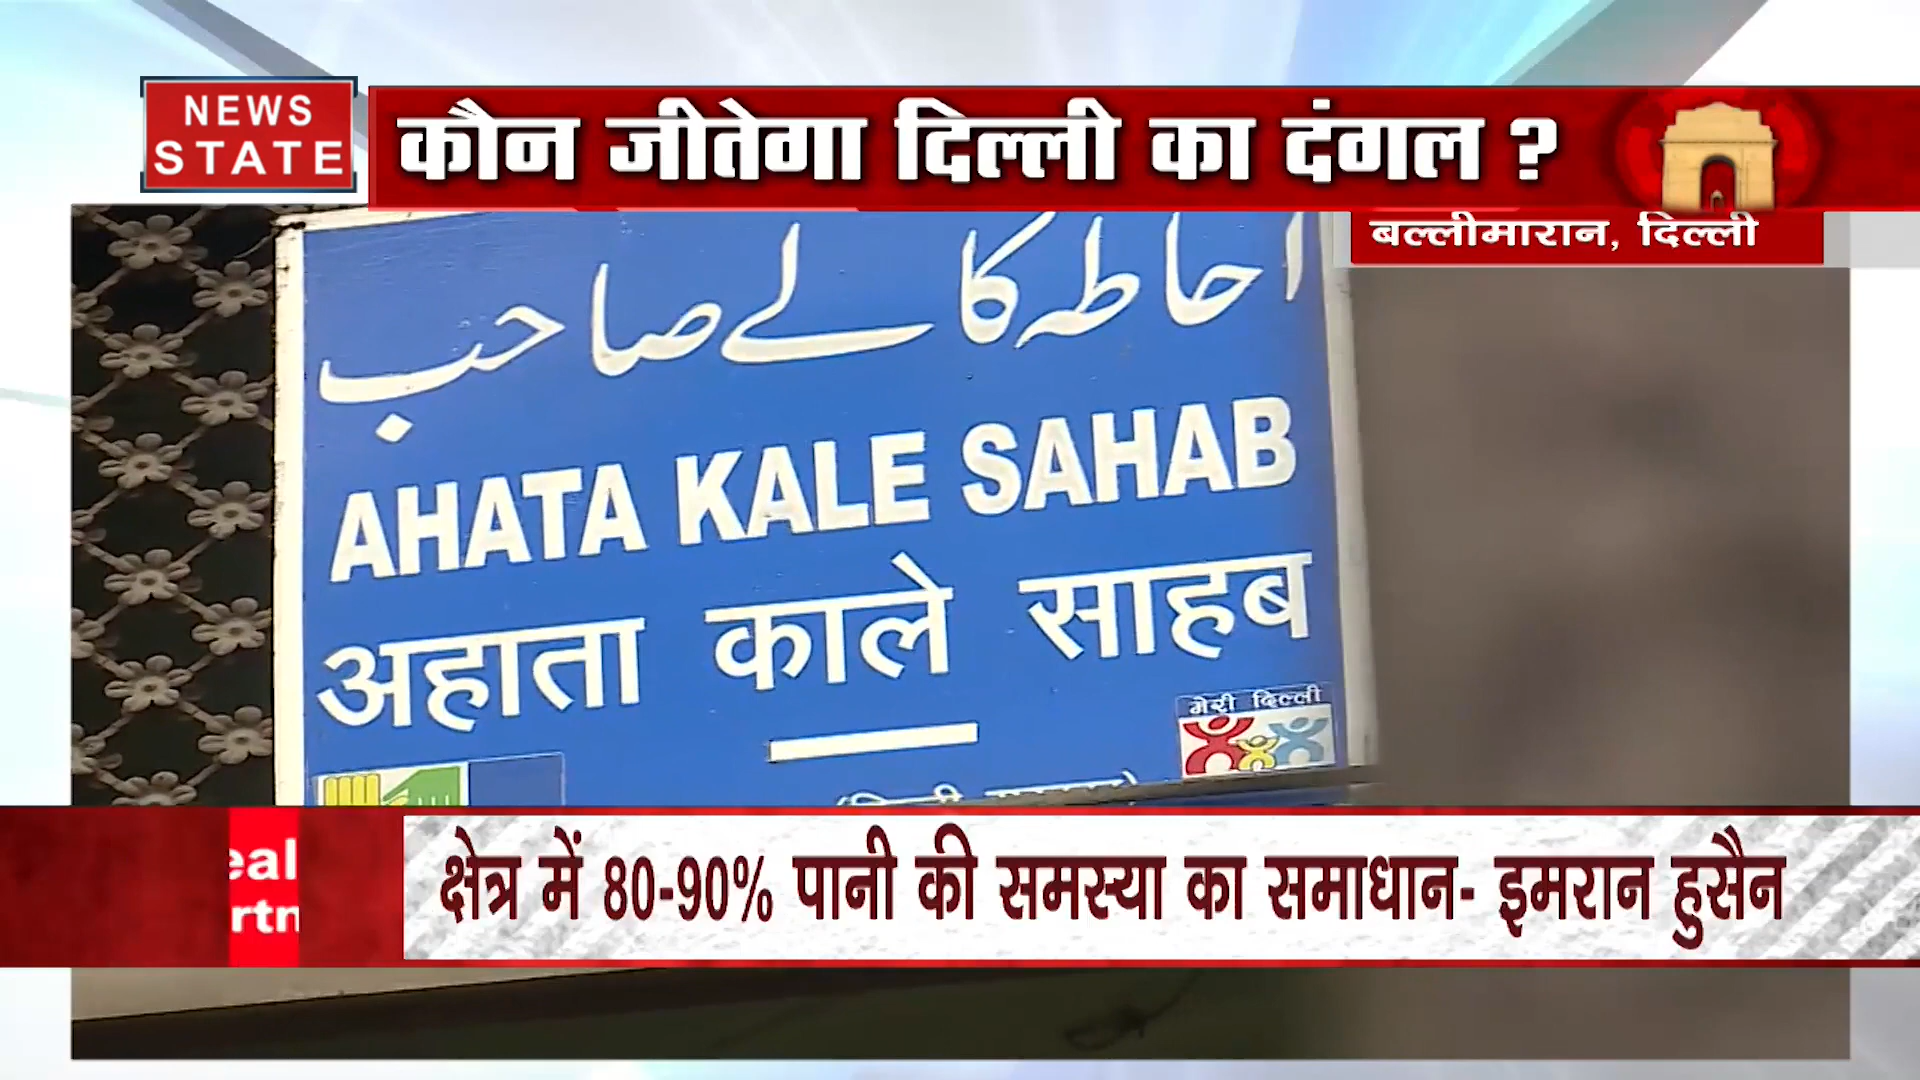 NEWS
STATE
कौन जीतेगा दिल्ली का दंगल ?
बल्लीमारान, दिल्ली
احاطہ کالے صاحب
AHATA KALE SAHAB
अहाता काले साहब
मेरी दिल्ली
क्षेत्र में 80-90% पानी की समस्या का समाधान- इमरान हुसैन